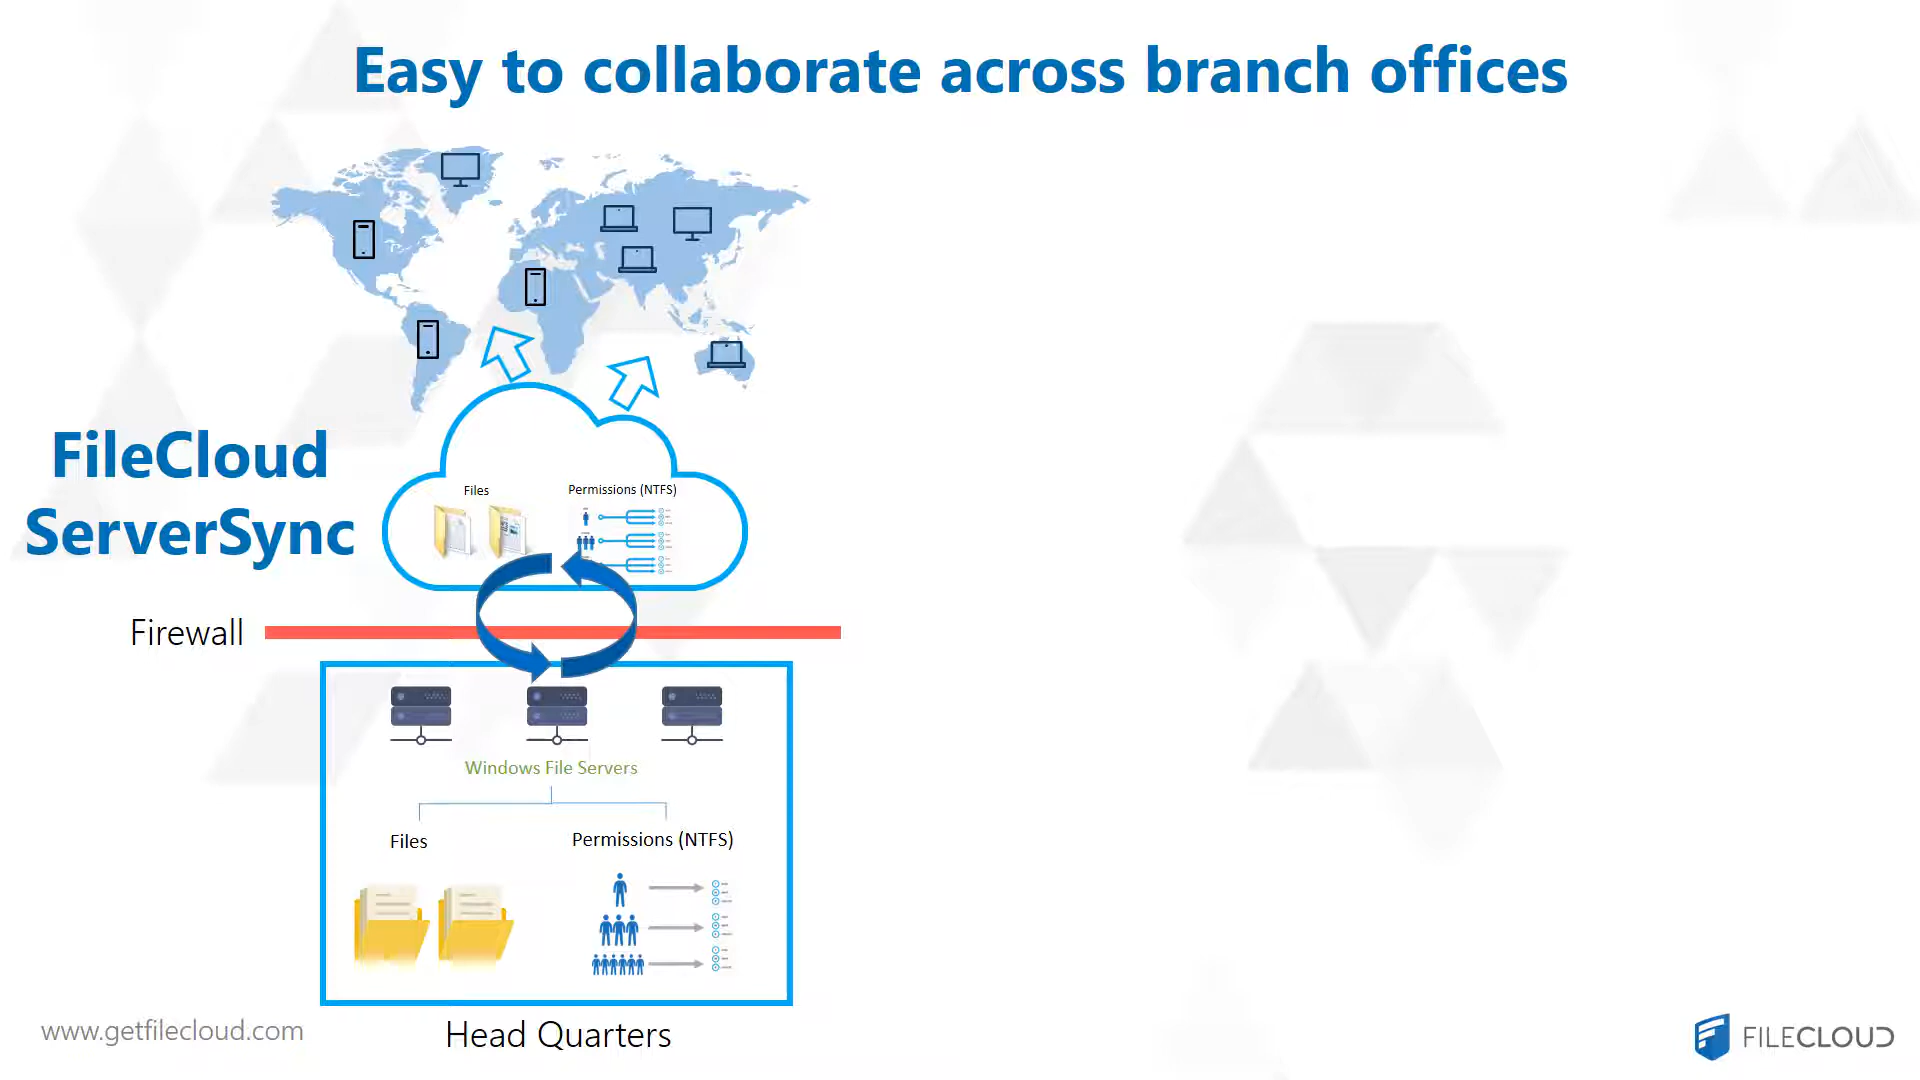 Easy to collaborate across branch offices
FileCloud
ServerSync
Files
Permissions (NTFS)
Firewall
Windows File Servers
Files
Permissions (NTFS)
Head Quarters
www.getfilecloud.com
FILECLOUD